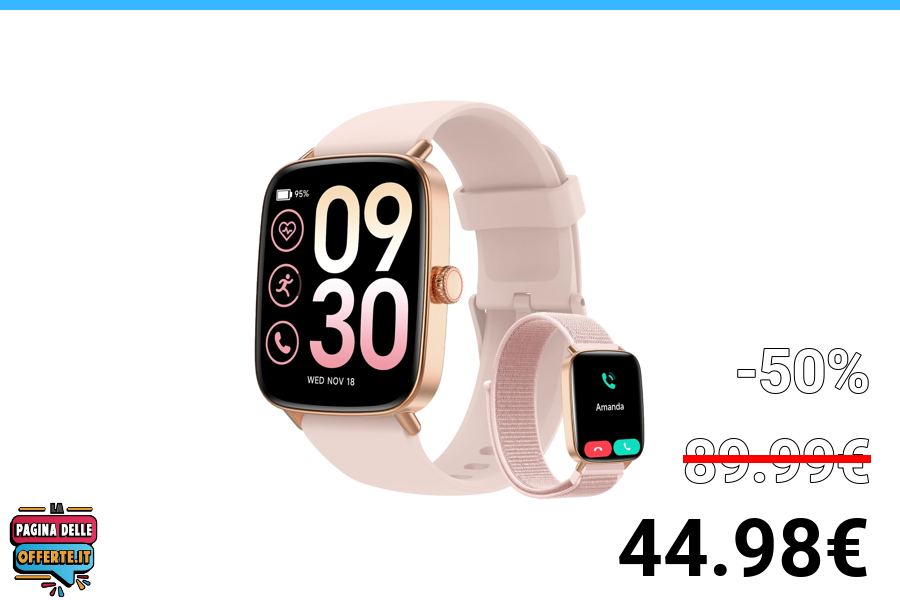 95%
09
30
WED NOV 18
Amanda
-50%
89.99€
44.98€
LA
PAGINA DELLE
OFFERTE.IT